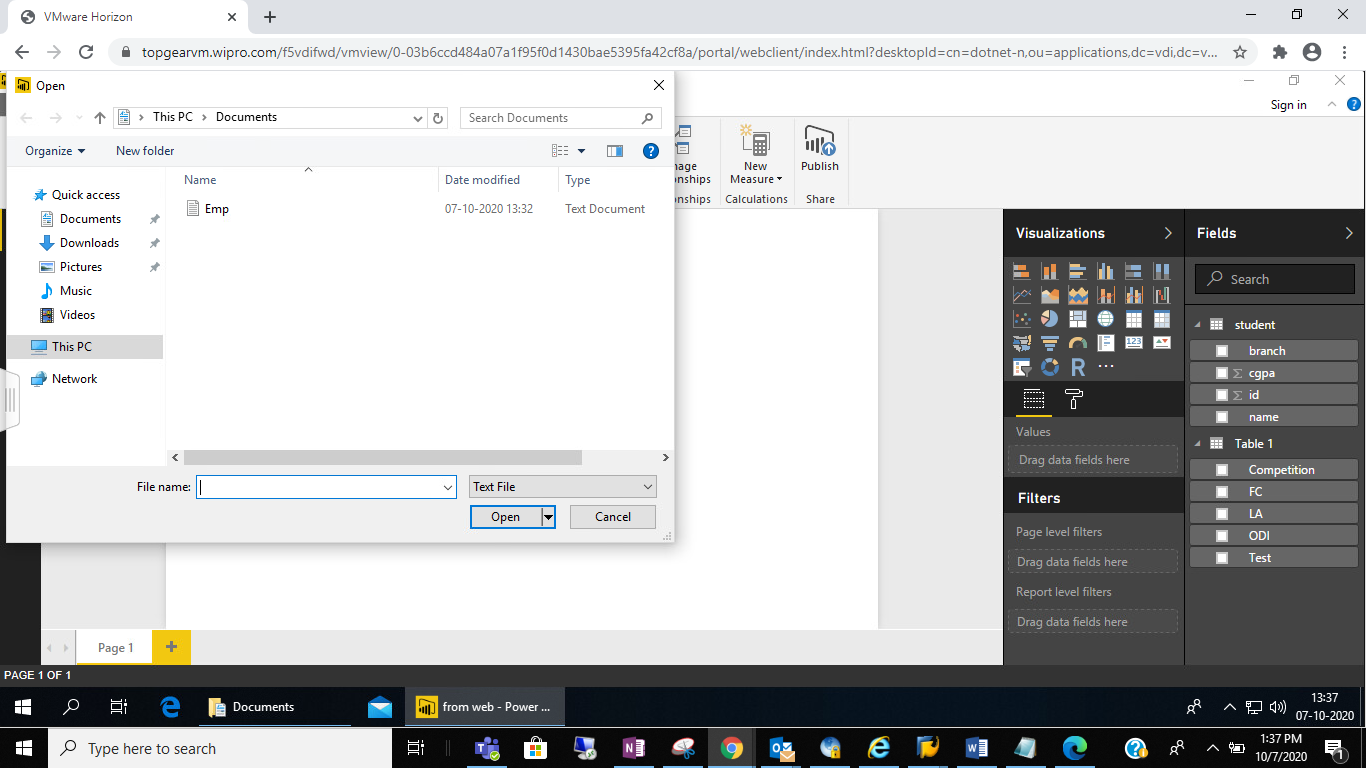 VMware Horizon
topgearvm.wipro.com/f5vdifwd/vmview/0-03b6ccd484a07a1f95f0d1430bae5395fa42cf8a/portal/webclient/index.html?desktopId=cn=dotnet-n,ou=applications,dc=vdi,dc=v...
Open
This PC > Documents
Search Documents
Organize
New folder
Name
Date modified
Type
Emp
07-10-2020 13:32
Text Document
Quick access
Documents
Downloads
Pictures
Music
Videos
This PC
Network
File name:
Text File
Open
Cancel
Sign in
nage
onships
onships
New
Measure
Calculations
Publish
Share
Visualizations
R
123
Values
Drag data fields here
Filters
Page level filters
Drag data fields here
Report level filters
Drag data fields here
Fields
Search
student
branch
Σ cgpa
Σ id
name
Table 1
Competition
FC
LA
ODI
Test
Page 1
PAGE 1 OF 1
Documents
from web - Power ...
13:37
07-10-2020
Type here to search
1:37 PM
10/7/2020
1